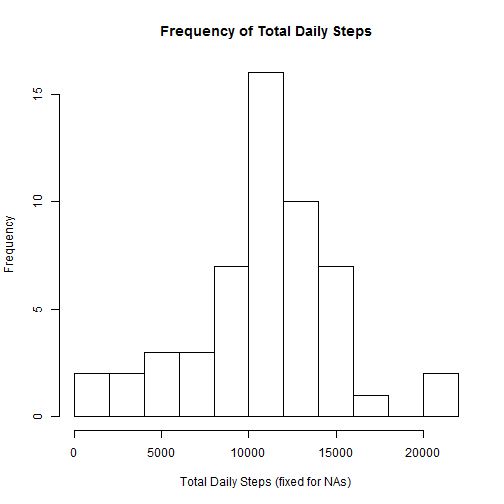 Frequency of Total Daily Steps
Frequency
15
10
5
0
0 5000 10000 15000 20000
Total Daily Steps (fixed for NAs)